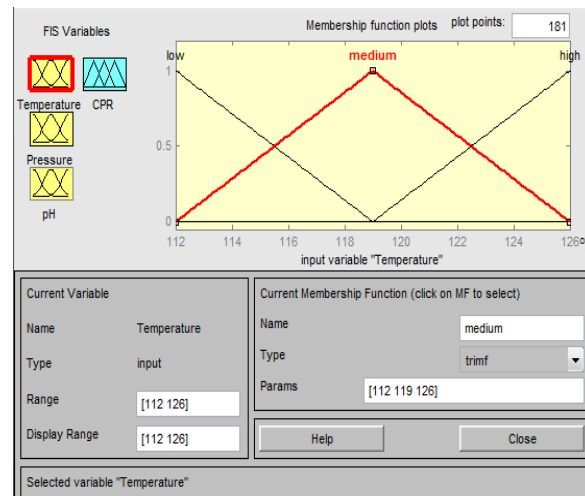 FIS Variables
Membership function plots
plot points:
181
low
medium
high
1
0.5
0
Temperature
CPR
Pressure
pH
112
114
116
118
120
122
124
126
input variable "Temperature"
Current Variable
Name
Temperature
Type
input
Range
[112 126]
Display Range
[112 126]
Current Membership Function (click on MF to select)
Name
medium
Type
trimf
Params
[112 119 126]
Help
Close
Selected variable "Temperature"